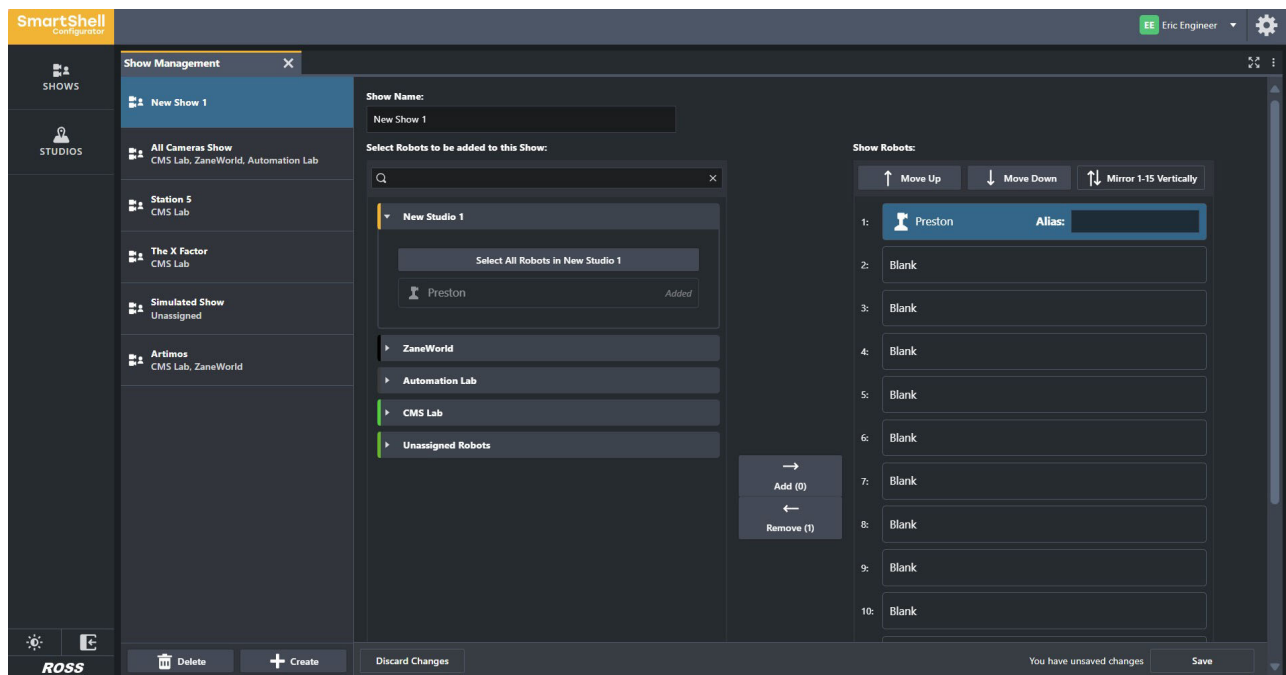 SmartShell
Configurator
EE Eric Engineer
SHOWS
STUDIOS
Show Management
New Show 1
All Cameras Show
CMS Lab, ZaneWorld, Automation Lab
Station 5
CMS Lab
The X Factor
CMS Lab
Simulated Show
Unassigned
Artimos
CMS Lab, ZaneWorld
Delete
Create
Show Name:
New Show 1
Select Robots to be added to this Show:
New Studio 1
Select All Robots in New Studio 1
Preston Added
ZaneWorld
Automation Lab
CMS Lab
Unassigned Robots
Add (0)
Remove (1)
Show Robots:
Move Up Move Down Mirror 1-15 Vertically
1: Preston Alias:
2: Blank
3: Blank
4: Blank
5: Blank
6: Blank
7: Blank
8: Blank
9: Blank
10: Blank
Discard Changes
You have unsaved changes Save
ROSS